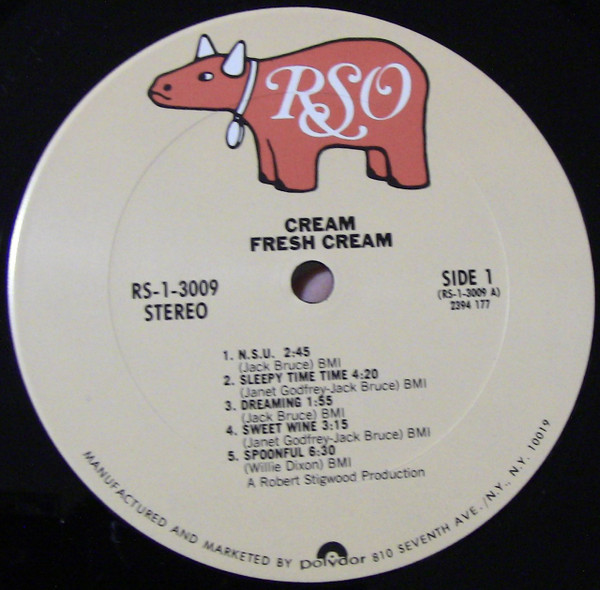 RSO
CREAM
FRESH CREAM
RS-1-3009
STEREO
SIDE 1
(RS-1-3009 A)
2394 177
1. N.S.U. 2:45
(Jack Bruce) BMI
2. SLEEPY TIME TIME 4:20
(Janet Godfrey-Jack Bruce) BMI
3. DREAMING 1:55
(Jack Bruce) BMI
4. SWEET WINE 3:15
(Janet Godfrey-Jack Bruce) BMI
5. SPOONFUL 6:30
(Willie Dixon) BMI
A Robert Stigwood Production
MANUFACTURED AND MARKETED BY polydor 810 SEVENTH AVE./N.Y., N.Y. 10019